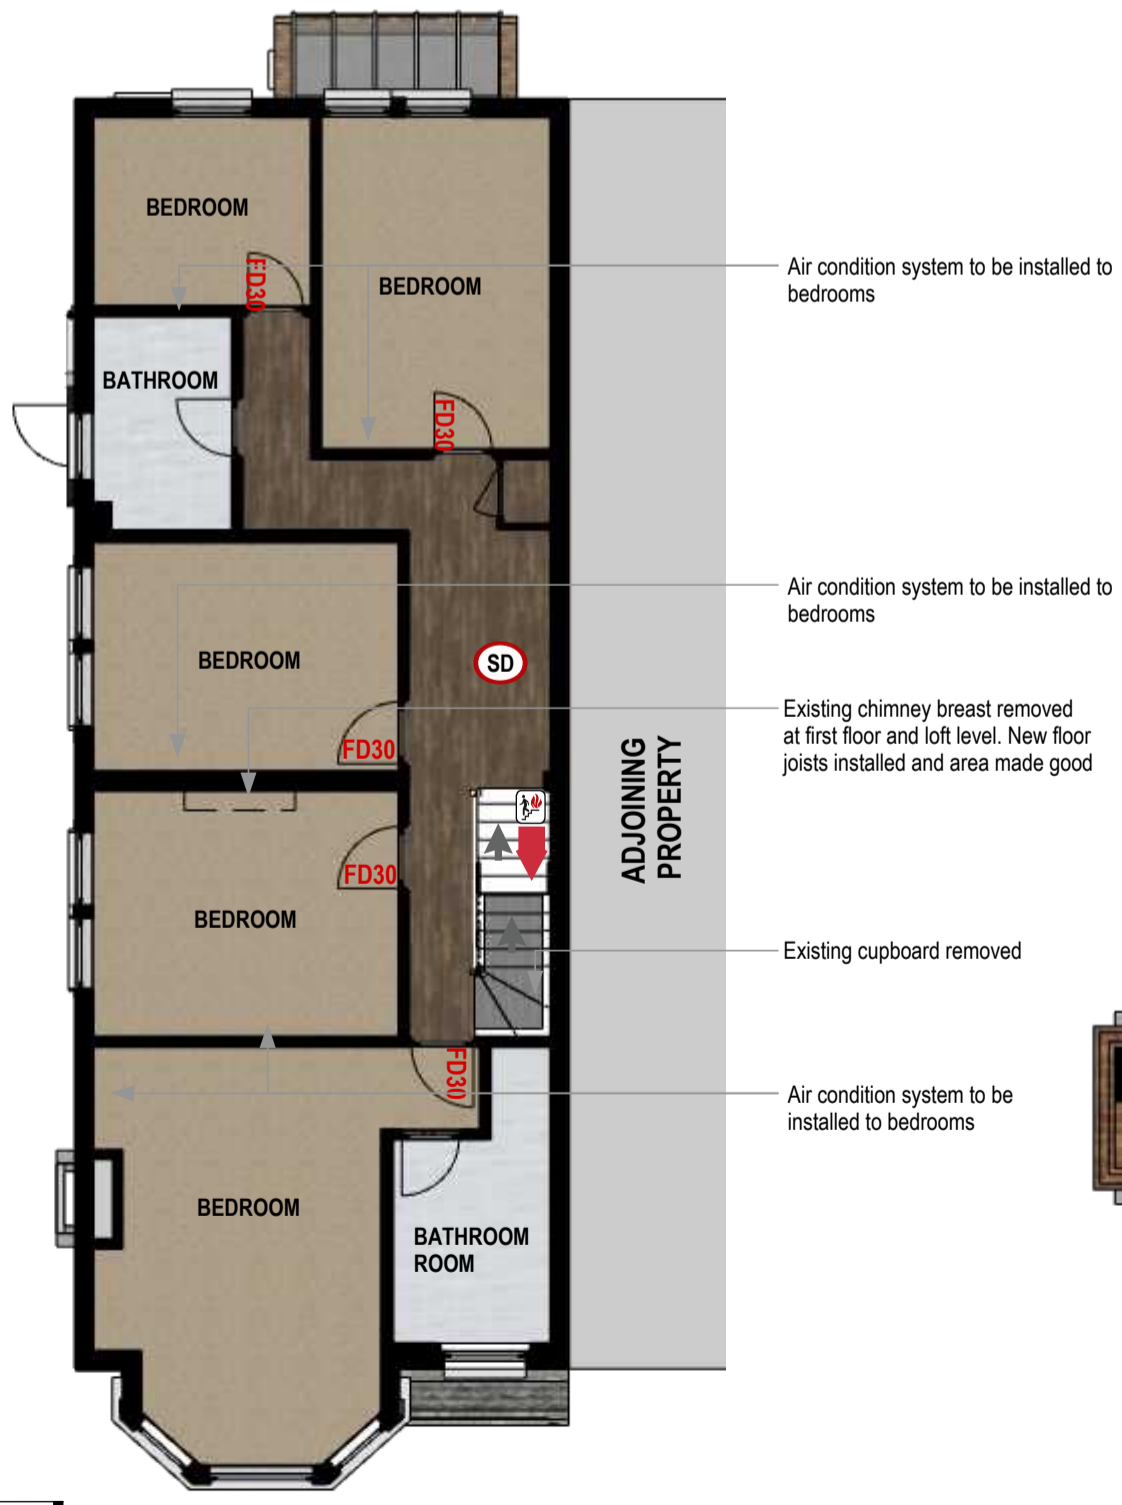 BEDROOM
FD30
BEDROOM
Air condition system to be installed to
bedrooms
BATHROOM
FD30
Air condition system to be installed to
bedrooms
BEDROOM
SD
FD30
Existing chimney breast removed
at first floor and loft level. New floor
joists installed and area made good
ADJOINING
PROPERTY
FD30
BEDROOM
Existing cupboard removed
FD30
Air condition system to be
installed to bedrooms
BEDROOM
BATHROOM
ROOM